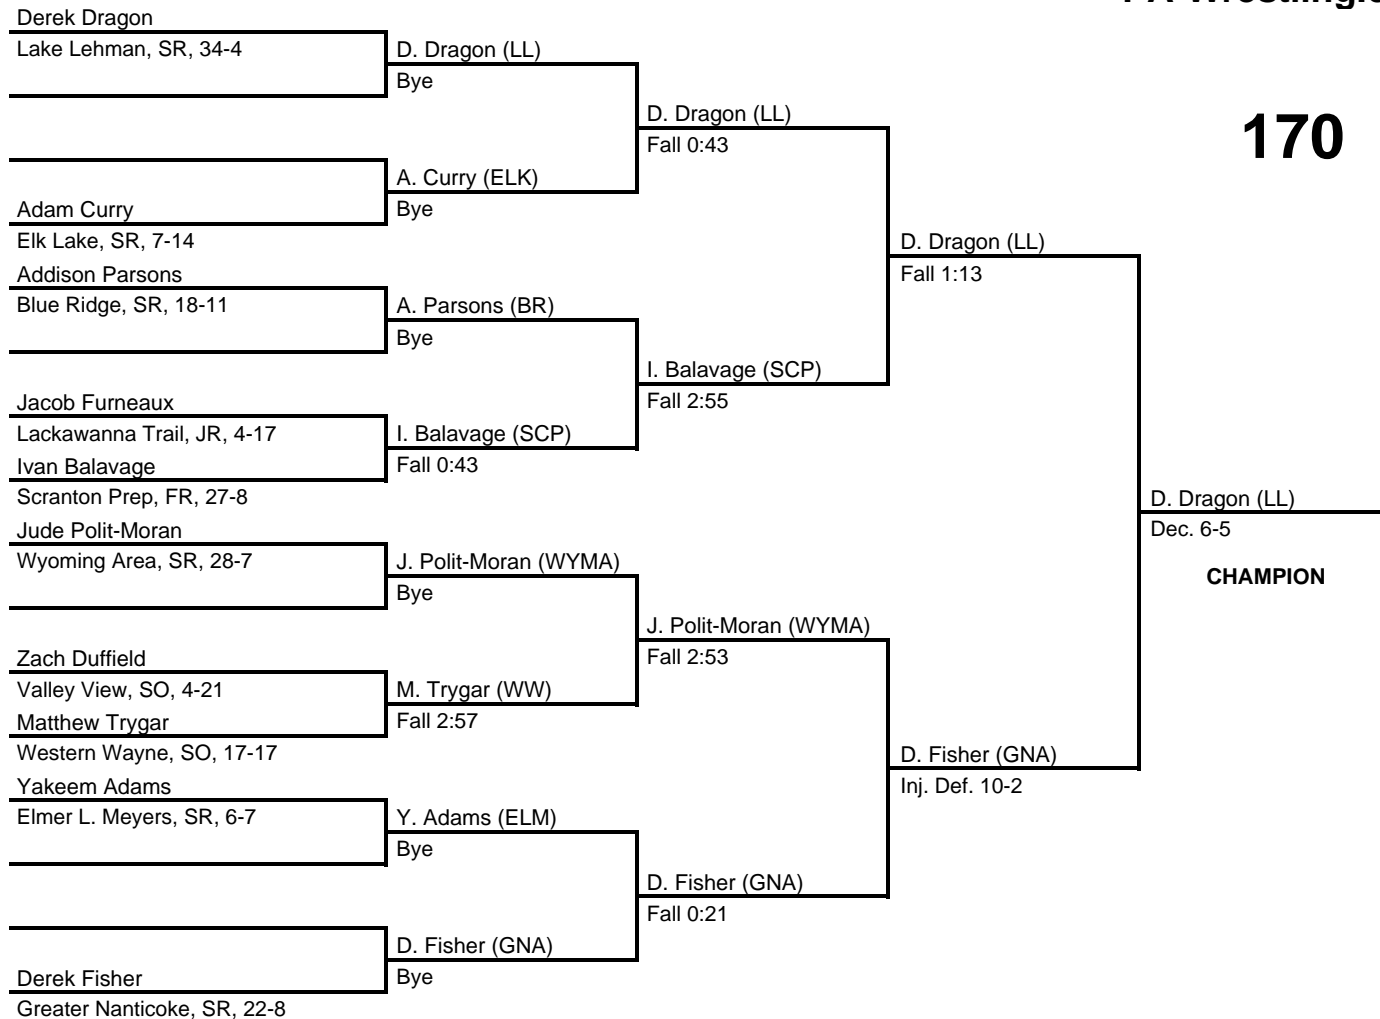 Derek Dragon
Lake Lehman, SR, 34-4
Adam Curry
Elk Lake, SR, 7-14
Addison Parsons
Blue Ridge, SR, 18-11
Jacob Furneaux
Lackawanna Trail, JR, 4-17
Ivan Balavage
Scranton Prep, FR, 27-8
Jude Polit-Moran
Wyoming Area, SR, 28-7
Zach Duffield
Valley View, SO, 4-21
Matthew Trygar
Western Wayne, SO, 17-17
Yakeem Adams
Elmer L. Meyers, SR, 6-7
Derek Fisher
Greater Nanticoke, SR, 22-8
D. Dragon (LL)
Bye
A. Curry (ELK)
Bye
A. Parsons (BR)
Bye
I. Balavage (SCP)
Fall 0:43
J. Polit-Moran (WYMA)
Bye
M. Trygar (WW)
Fall 2:57
Y. Adams (ELM)
Bye
D. Fisher (GNA)
Bye
D. Dragon (LL)
Fall 0:43
I. Balavage (SCP)
Fall 2:55
J. Polit-Moran (WYMA)
Fall 2:53
D. Fisher (GNA)
Fall 0:21
D. Dragon (LL)
Fall 1:13
D. Fisher (GNA)
Inj. Def. 10-2
170
D. Dragon (LL)
Dec. 6-5
CHAMPION